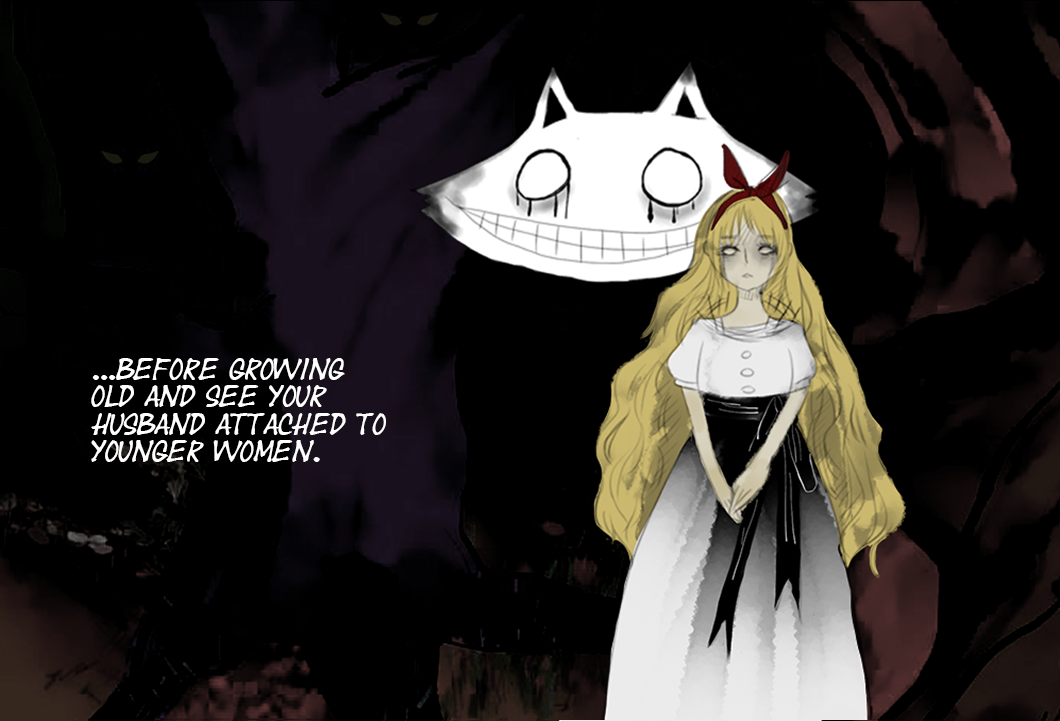 ...BEFORE GROWING
OLD AND SEE YOUR
HUSBAND ATTACHED TO
YOUNGER WOMEN.